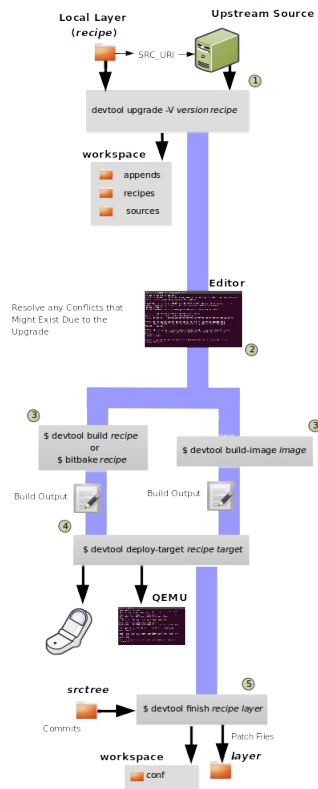 Local Layer
(recipe)
Upstream Source
SRC_URI
1
devtool upgrade -V version recipe
workspace
appends
recipes
sources
Editor
Resolve any Conflicts that
Might Exist Due to the
Upgrade
2
3
$ devtool build recipe
or
$ bitbake recipe
3
$ devtool build-image image
Build Output
Build Output
4
$ devtool deploy-target recipe target
QEMU
5
srctree
$ devtool finish recipe layer
Commits
Patch Files
workspace
layer
conf